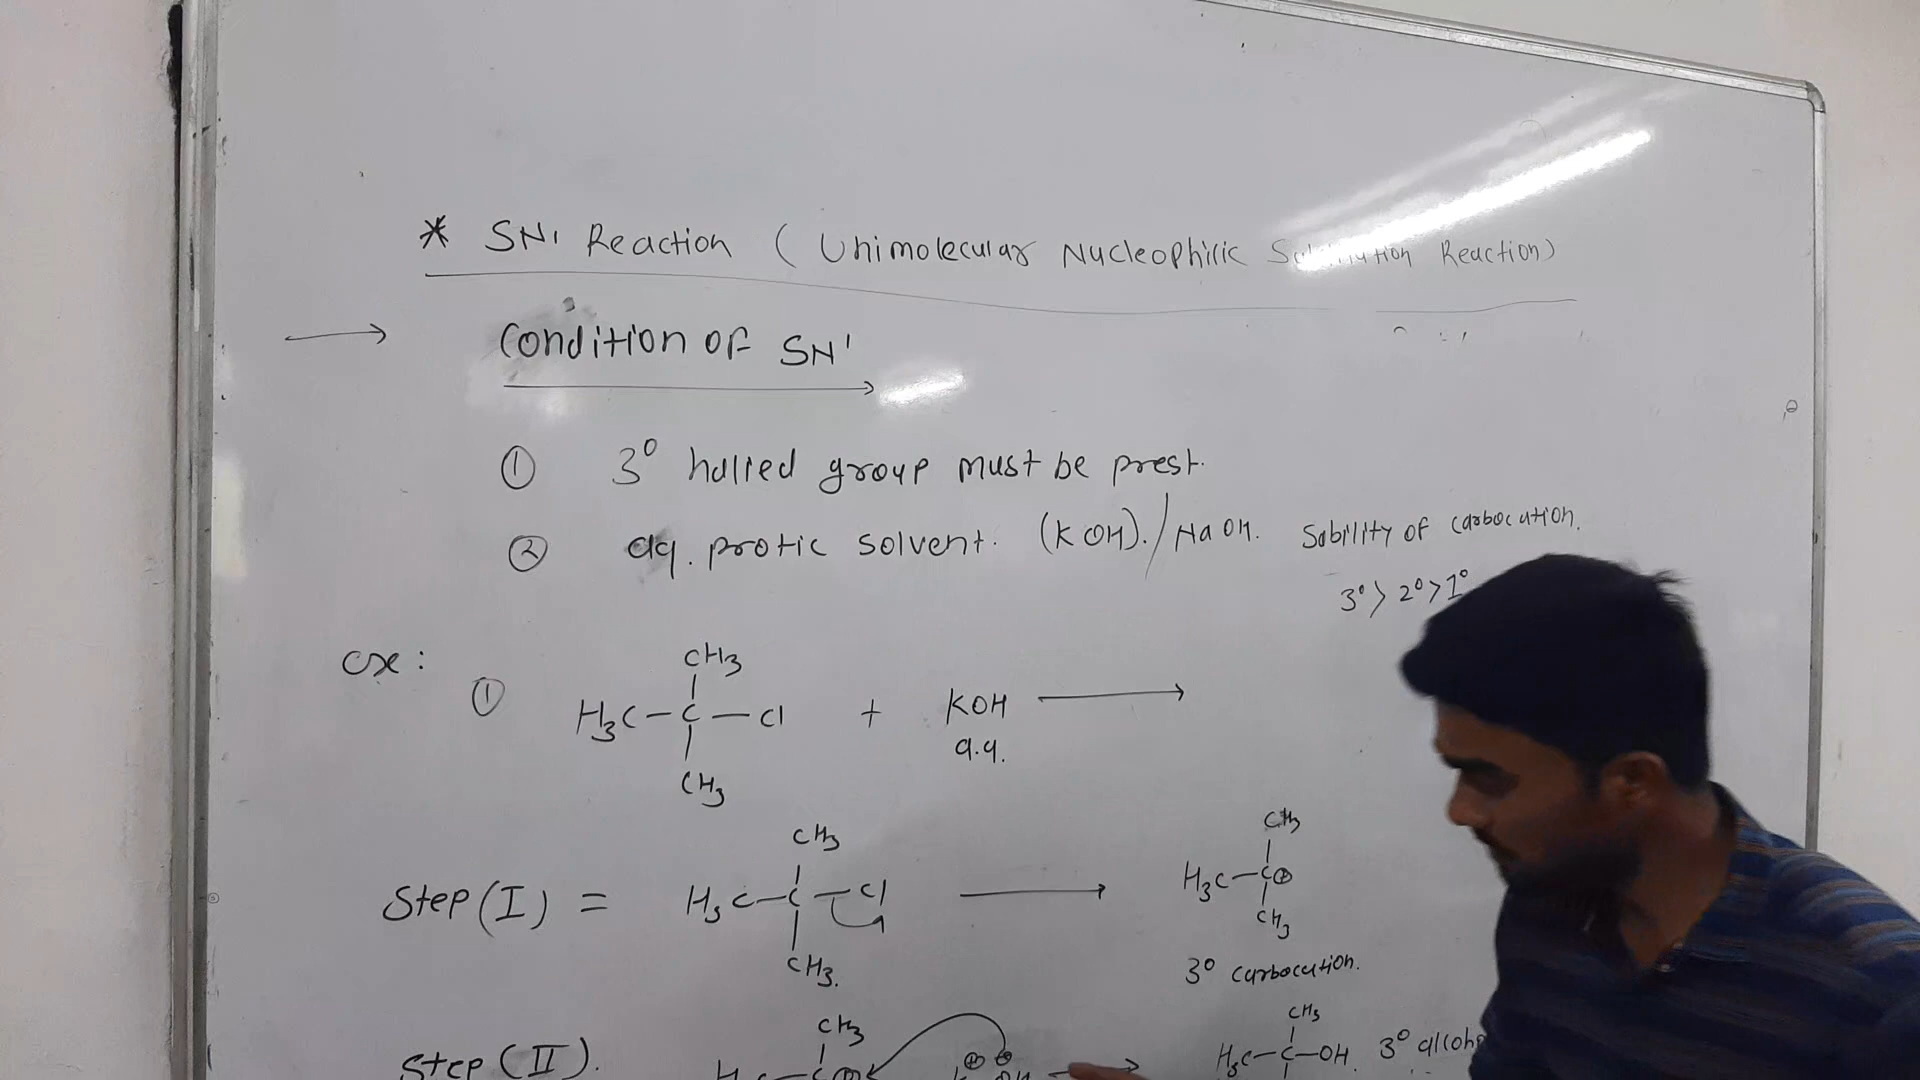 * SN1 Reaction (Unimolecular Nucleophilic Reaction)
→ Condition of SN1
① 3° halied group must be prest.
② aq. protic solvent. (KOH)./NaOH.
Sability of Carbocation.
3° > 2° > 1°
ex:
①
CH3
H3C-C-Cl + KOH →
a.q.
CH3
CH3
Step (I) = H3C-C-Cl →
CH3.
CH3
H3C-C⊕
CH3
3° Carbocation.
Step (II).
CH3
⊕ ⊖
→
CH3
H3C-C-OH. 3°